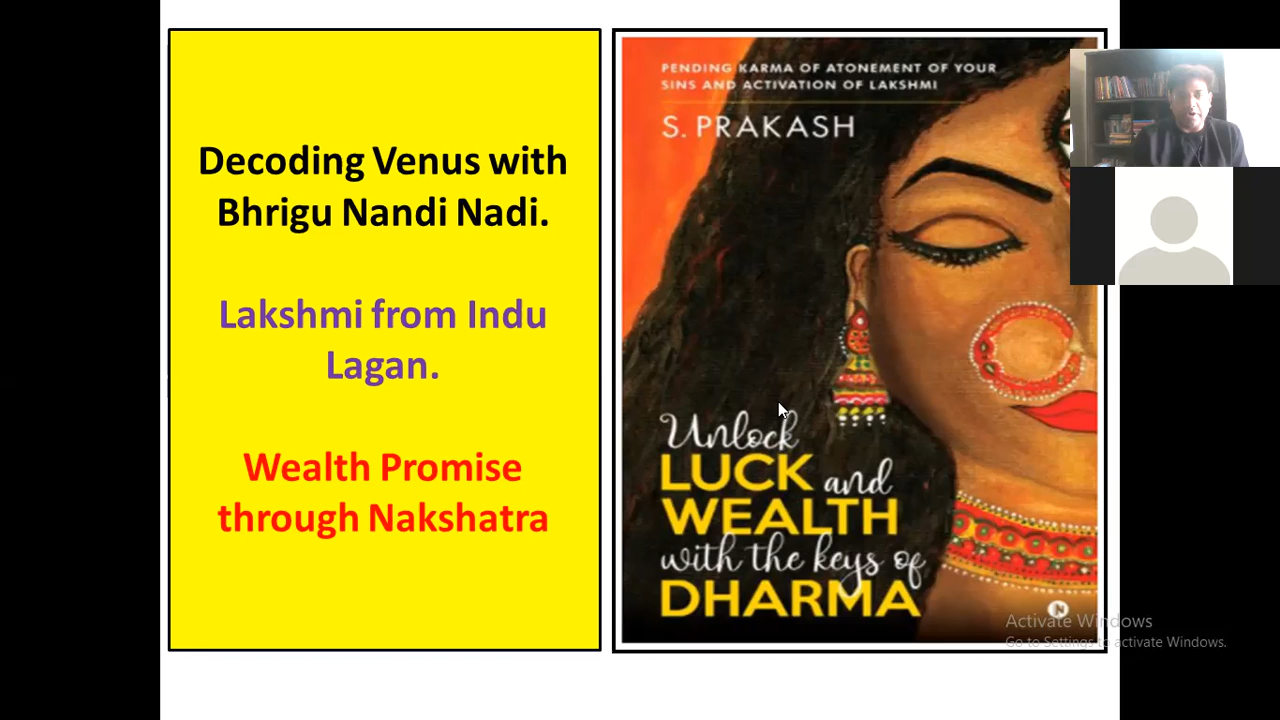 Decoding Venus with
Bhrigu Nandi Nadi.
Lakshmi from Indu
Lagan.
Wealth Promise
through Nakshatra
PENDING KARMA OF ATONEMENT OF YOUR
SINS AND ACTIVATION OF LAKSHMI
S. PRAKASH
Unlock
LUCK and
WEALTH
with the keys of
DHARMA
N
Activate Windows
Go to Settings to activate Windows.